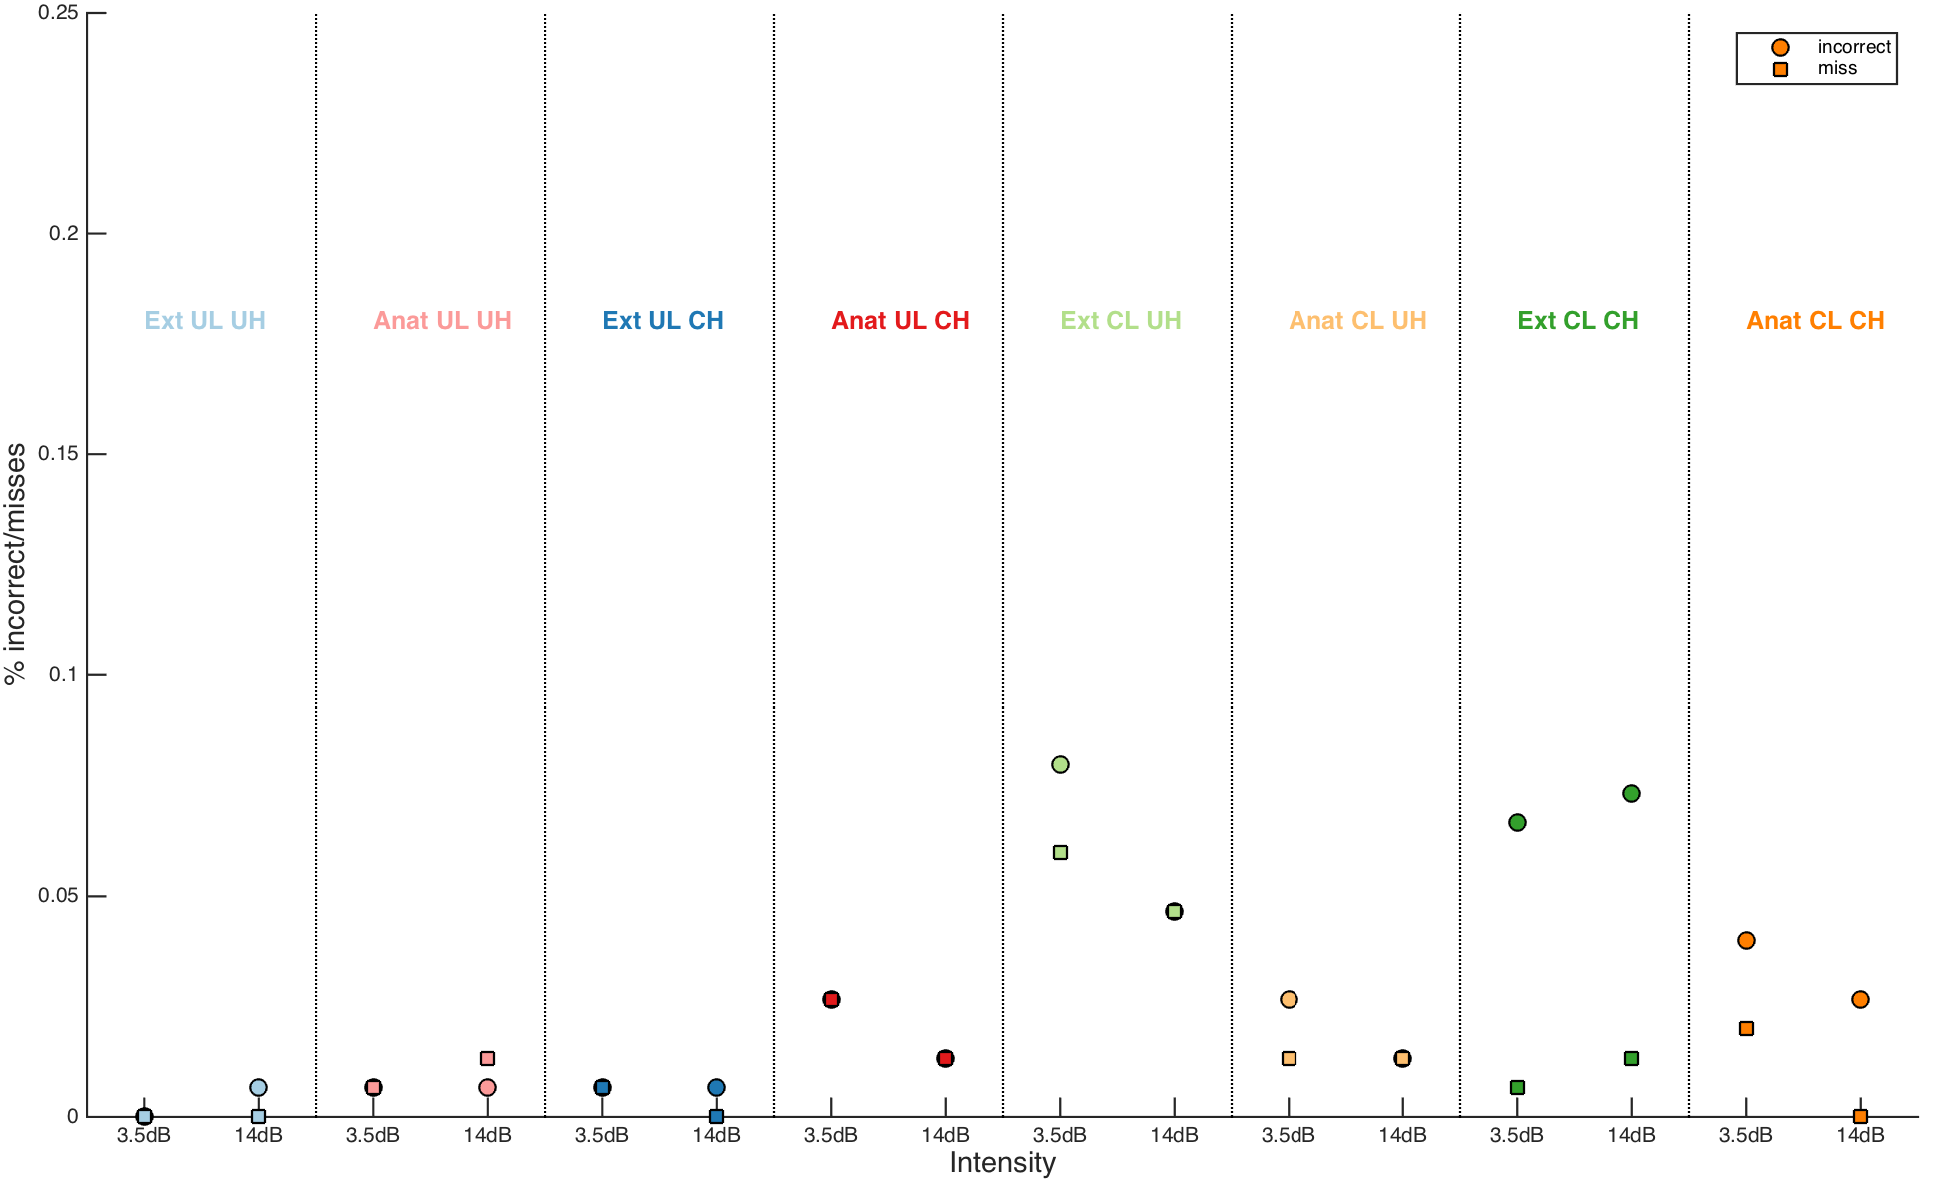 0.25
incorrect
miss
0.2
Ext UL UH Anat UL UH Ext UL CH Anat UL CH Ext CL UH Anat CL UH Ext CL CH Anat CL CH
0.15
% incorrect/misses
0.1
0.05
0
3.5dB 14dB 3.5dB 14dB 3.5dB 14dB 3.5dB 14dB 3.5dB 14dB 3.5dB 14dB 3.5dB 14dB 3.5dB 14dB
Intensity